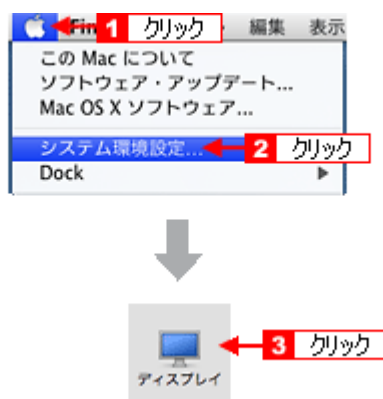 1 クリック 編集 表示
この Mac について
ソフトウェア・アップデート...
Mac OS X ソフトウェア...
システム環境設定... 2 クリック
Dock
3 クリック
ディスプレイ